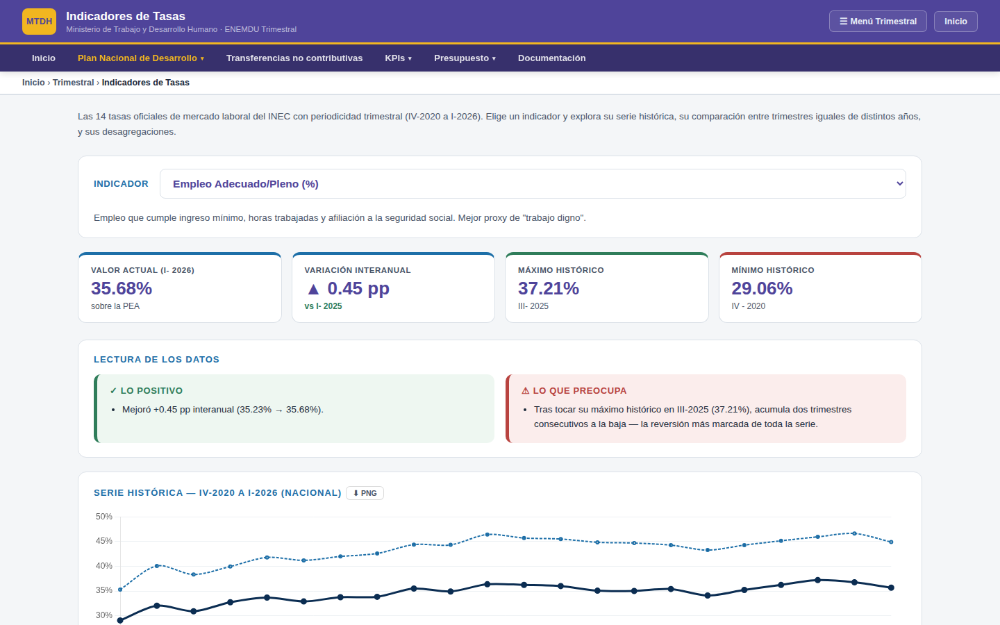 MTDH
Indicadores de Tasas
Ministerio de Trabajo y Desarrollo Humano · ENEMDU Trimestral
☰ Menú Trimestral
Inicio
Inicio
Plan Nacional de Desarrollo ▾
Transferencias no contributivas
KPIs ▾
Presupuesto ▾
Documentación
Inicio › Trimestral › Indicadores de Tasas
Las 14 tasas oficiales de mercado laboral del INEC con periodicidad trimestral (IV-2020 a I-2026). Elige un indicador y explora su serie histórica, su comparación entre trimestres iguales de distintos años,
y sus desagregaciones.
INDICADOR
Empleo Adecuado/Pleno (%)
Empleo que cumple ingreso mínimo, horas trabajadas y afiliación a la seguridad social. Mejor proxy de "trabajo digno".
VALOR ACTUAL (I- 2026)
35.68%
sobre la PEA
VARIACIÓN INTERANUAL
▲ 0.45 pp
vs I- 2025
MÁXIMO HISTÓRICO
37.21%
III- 2025
MÍNIMO HISTÓRICO
29.06%
IV - 2020
LECTURA DE LOS DATOS
✓ LO POSITIVO
• Mejoró +0.45 pp interanual (35.23% → 35.68%).
⚠ LO QUE PREOCUPA
• Tras tocar su máximo histórico en III-2025 (37.21%), acumula dos trimestres
consecutivos a la baja — la reversión más marcada de toda la serie.
SERIE HISTÓRICA — IV-2020 A I-2026 (NACIONAL)
⬇ PNG
50%
45%
40%
35%
30%